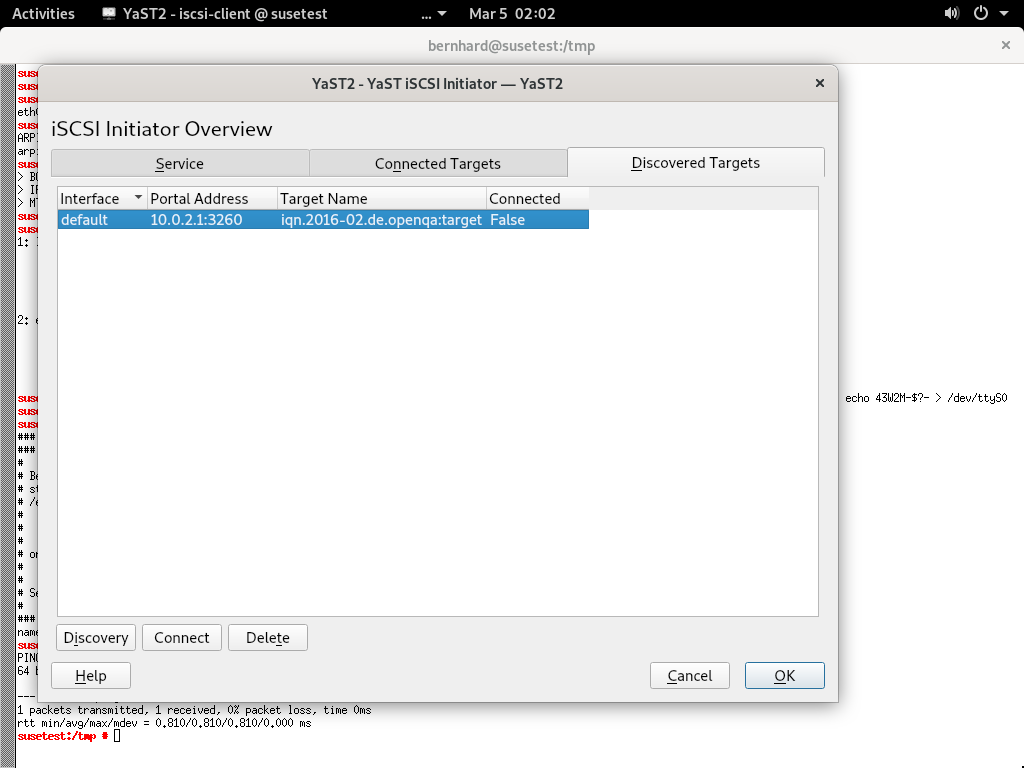 Activities YaST2 - iscsi-client @ susetest ... Mar 5 02:02
bernhard@susetest:/tmp
YaST2 - YaST iSCSI Initiator — YaST2
iSCSI Initiator Overview
Service Connected Targets Discovered Targets
Interface Portal Address Target Name Connected
default 10.0.2.1:3260 iqn.2016-02.de.openqa:target False
1:
2:
echo 43W2M-$?- > /dev/ttyS0
###
###
#
#
#
#
#
#
#
#
#
#
#
#
###
Discovery Connect Delete
64
Help Cancel OK
---
1 packets transmitted, 1 received, 0% packet loss, time 0ms
rtt min/avg/max/mdev = 0.810/0.810/0.810/0.000 ms
susetest:/tmp #